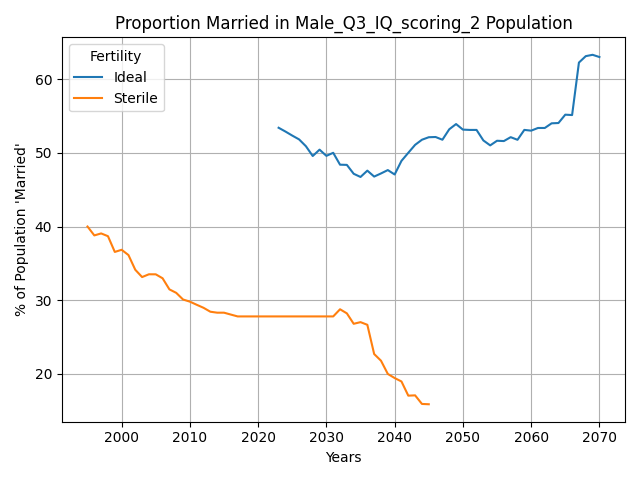 Proportion Married in Male_Q3_IQ_scoring_2 Population
Fertility
Ideal
Sterile
% of Population 'Married'
60
50
40
30
20
2000 2010 2020 2030 2040 2050 2060 2070
Years